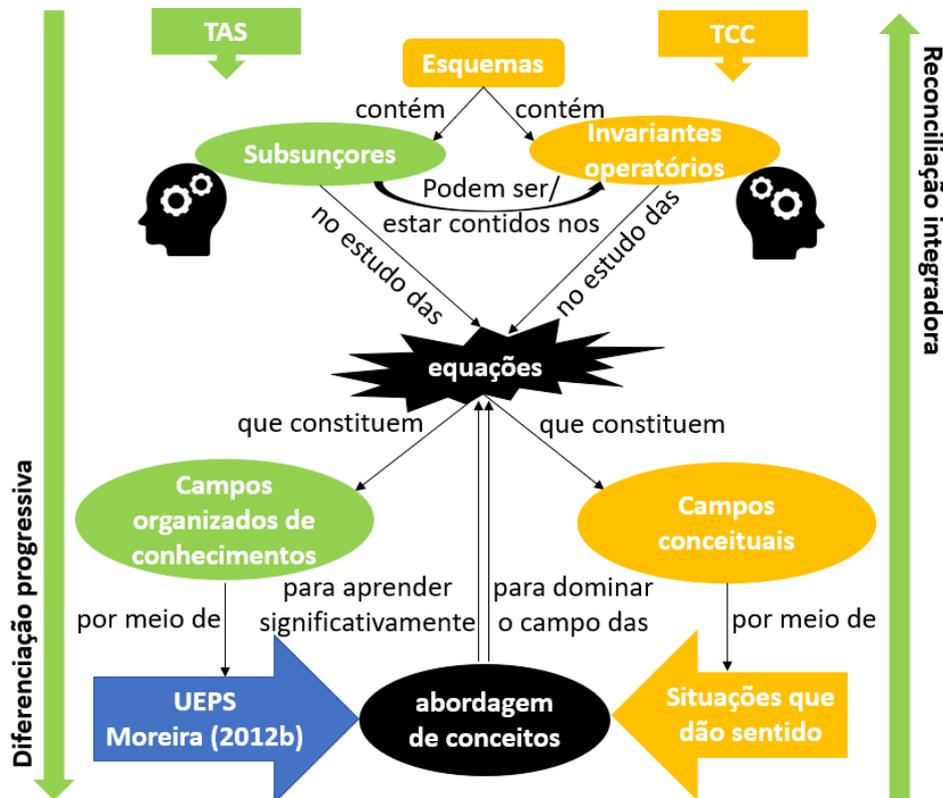 TAS
TCC
Esquemas
contém
contém
Subsunçores
Invariantes
operatórios
Podem ser/
estar contidos nos
no estudo das
no estudo das
equações
que constituem
que constituem
Campos
organizados de
conhecimentos
Campos
conceituais
por meio de
para aprender
significativamente
para dominar
o campo das
por meio de
UEPS
Moreira (2012b)
abordagem
de conceitos
Situações que
dão sentido
Diferenciação progressiva
Reconciliação integradora